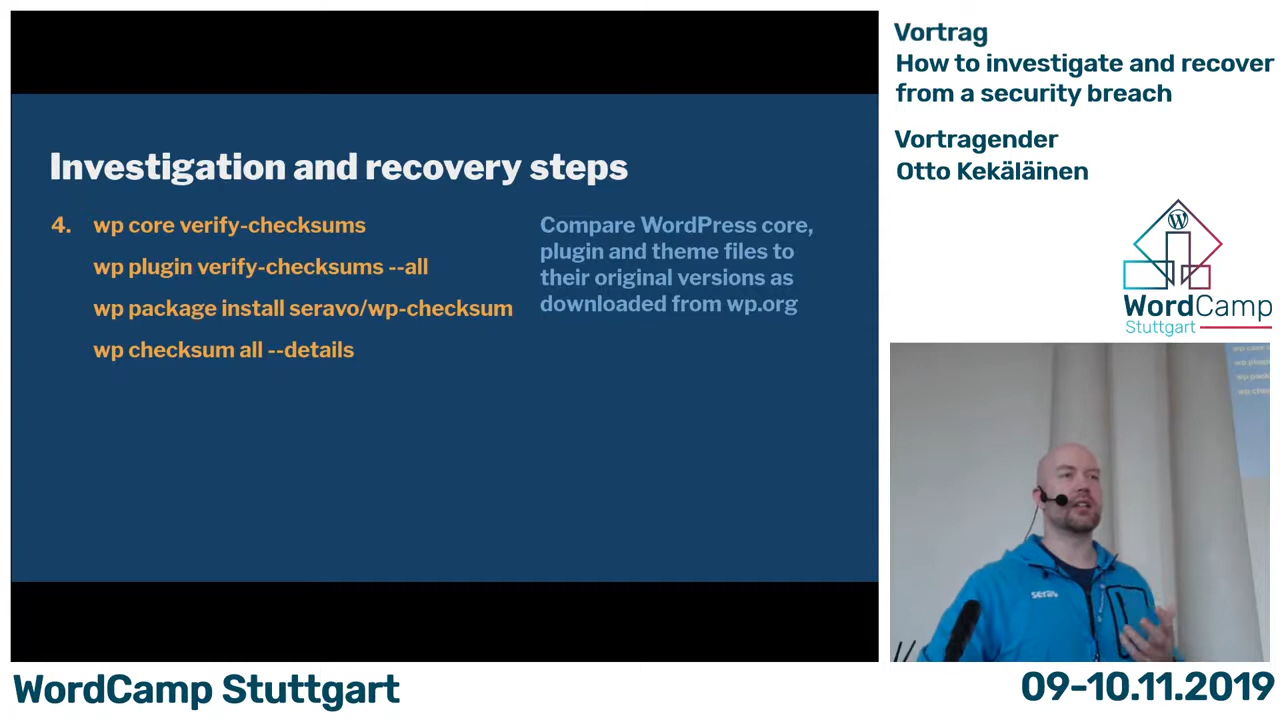 Investigation and recovery steps
4. wp core verify-checksums
wp plugin verify-checksums --all
wp package install seravo/wp-checksum
wp checksum all --details
Compare WordPress core,
plugin and theme files to
their original versions as
downloaded from wp.org
Vortrag
How to investigate and recover
from a security breach
Vortragender
Otto Kekäläinen
WordCamp
Stuttgart
WordCamp Stuttgart
09-10.11.2019